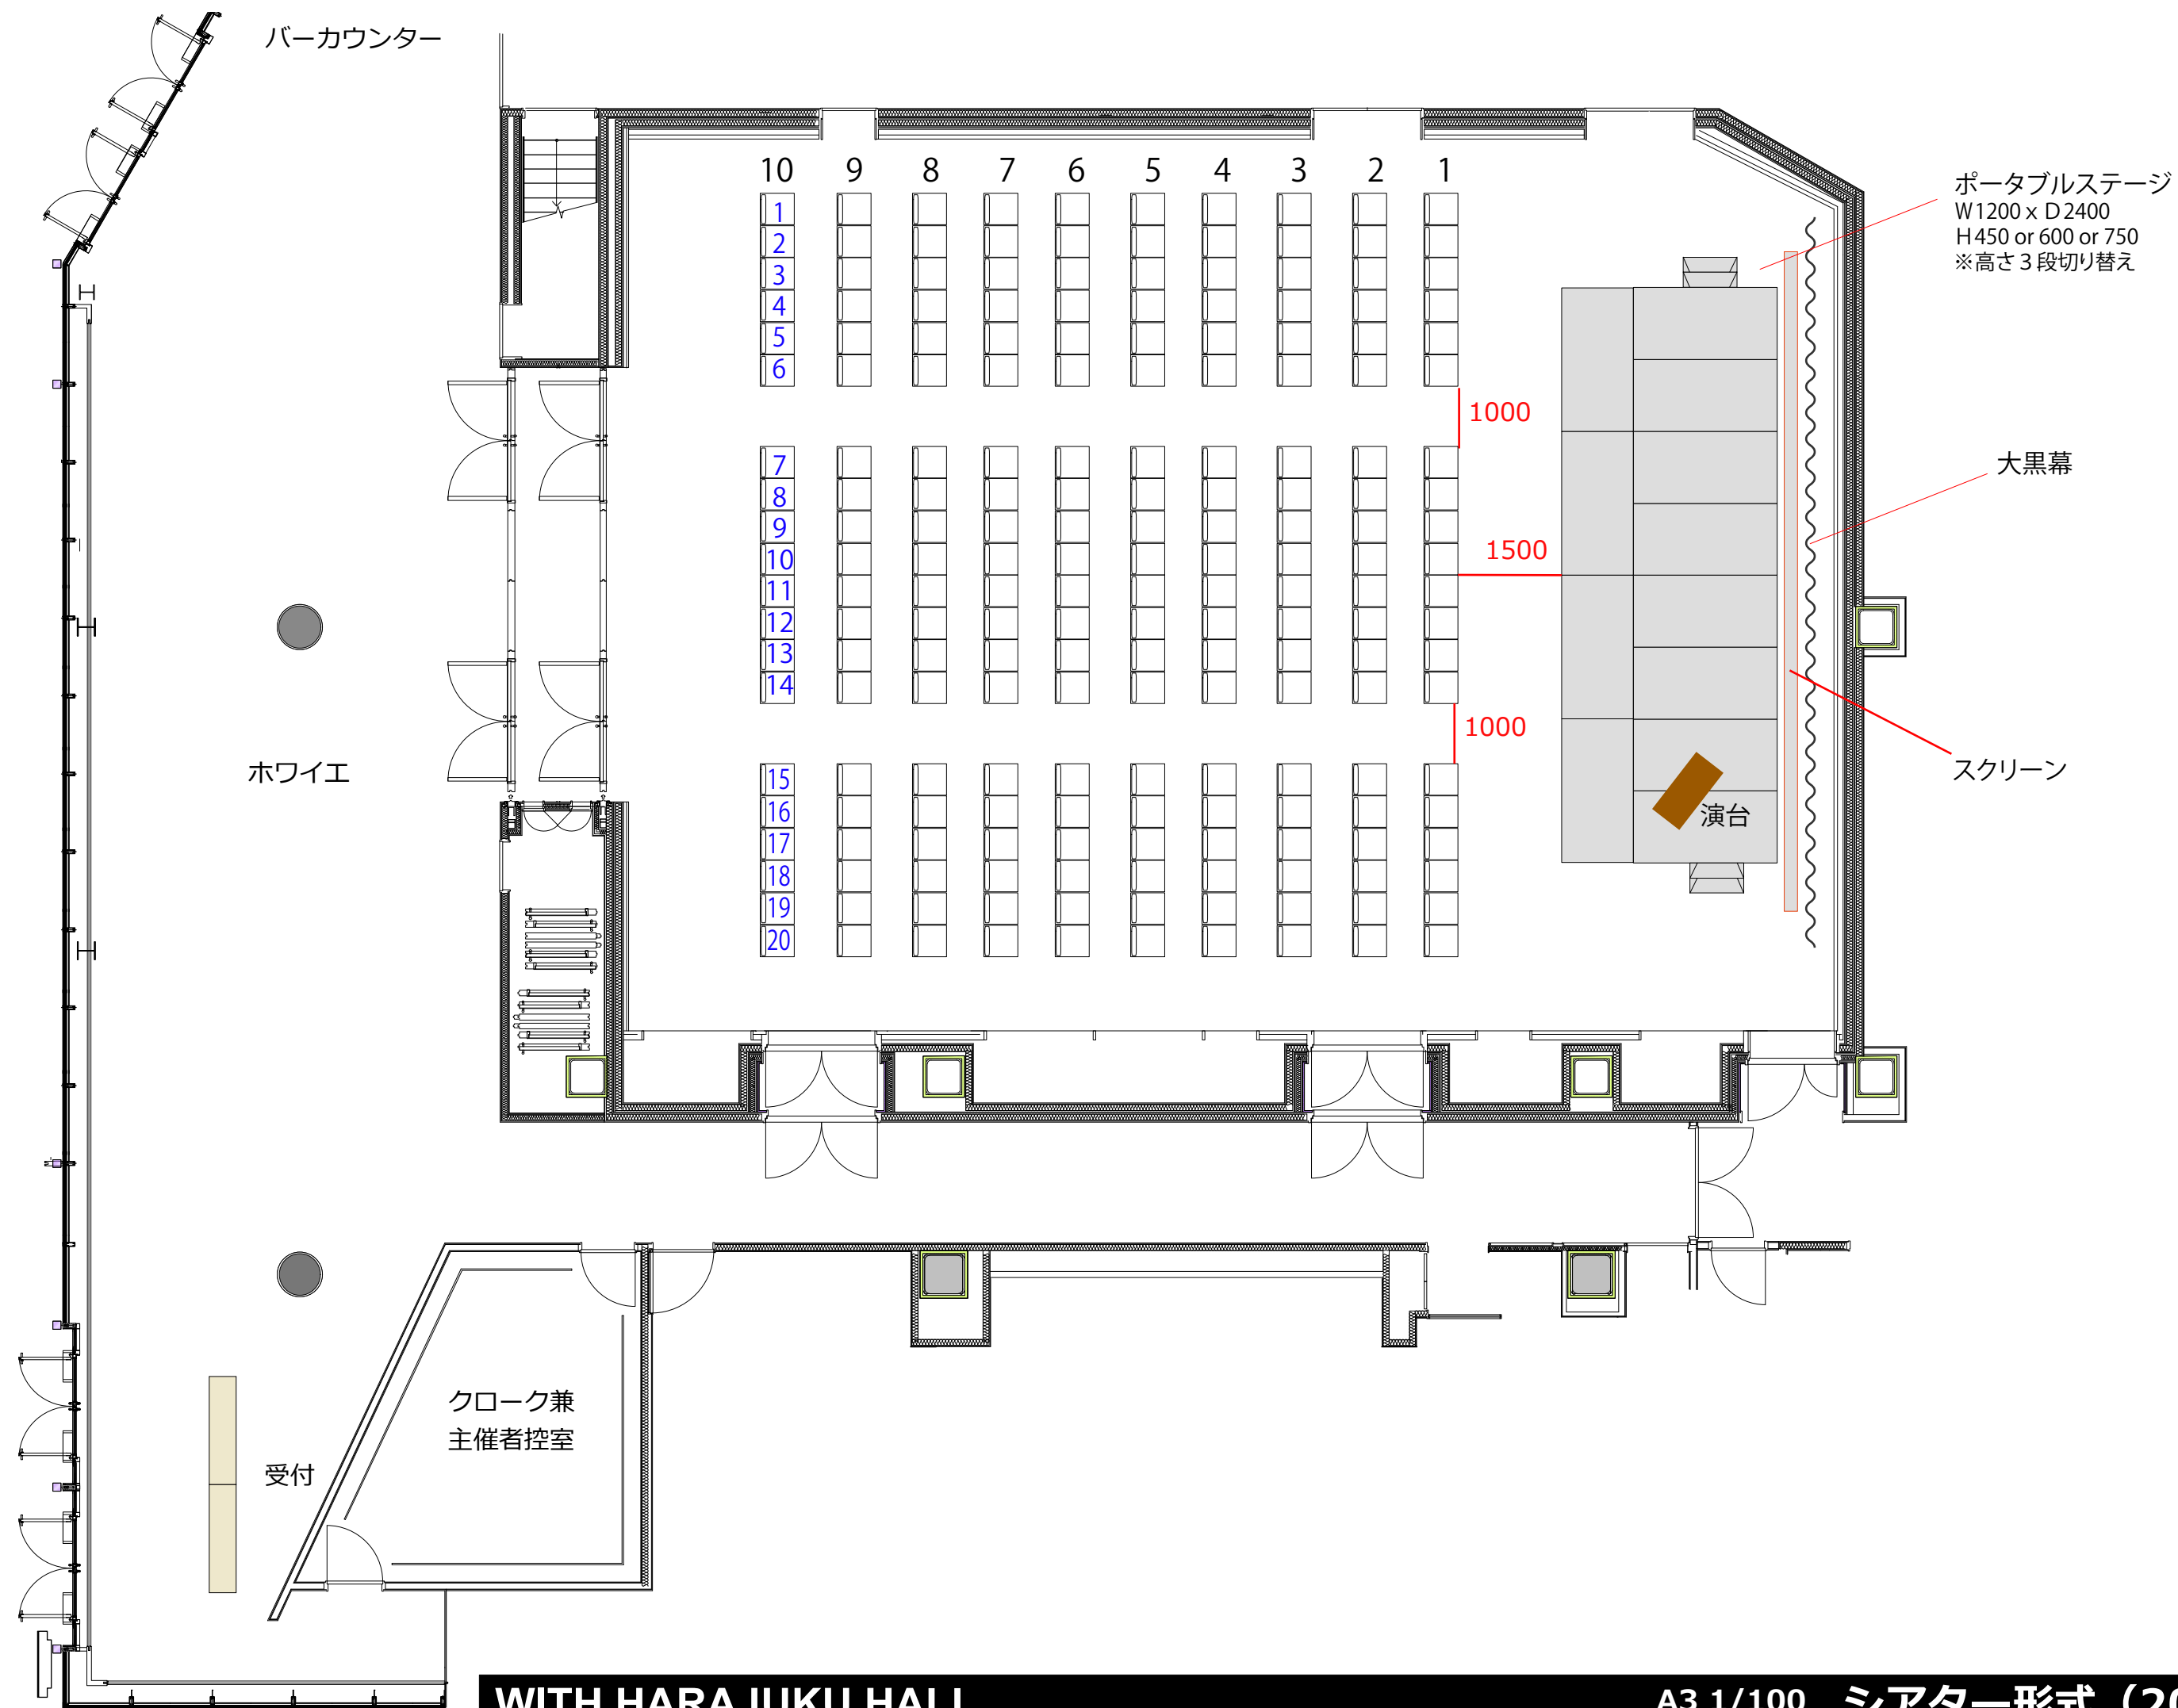 バーカウンター
10 9 8 7 6 5 4 3 2 1
1
2
3
4
5
6
7
8
9
10
11
12
13
14
15
16
17
18
19
20
1000
1500
1000
ポータブルステージ
W1200 x D2400
H450 or 600 or 750
※高さ3段切り替え
大黒幕
スクリーン
演台
ホワイエ
クローク兼
主催者控室
受付
WITH HARAJUKU HALL
A3 1/100 シアター形式(20